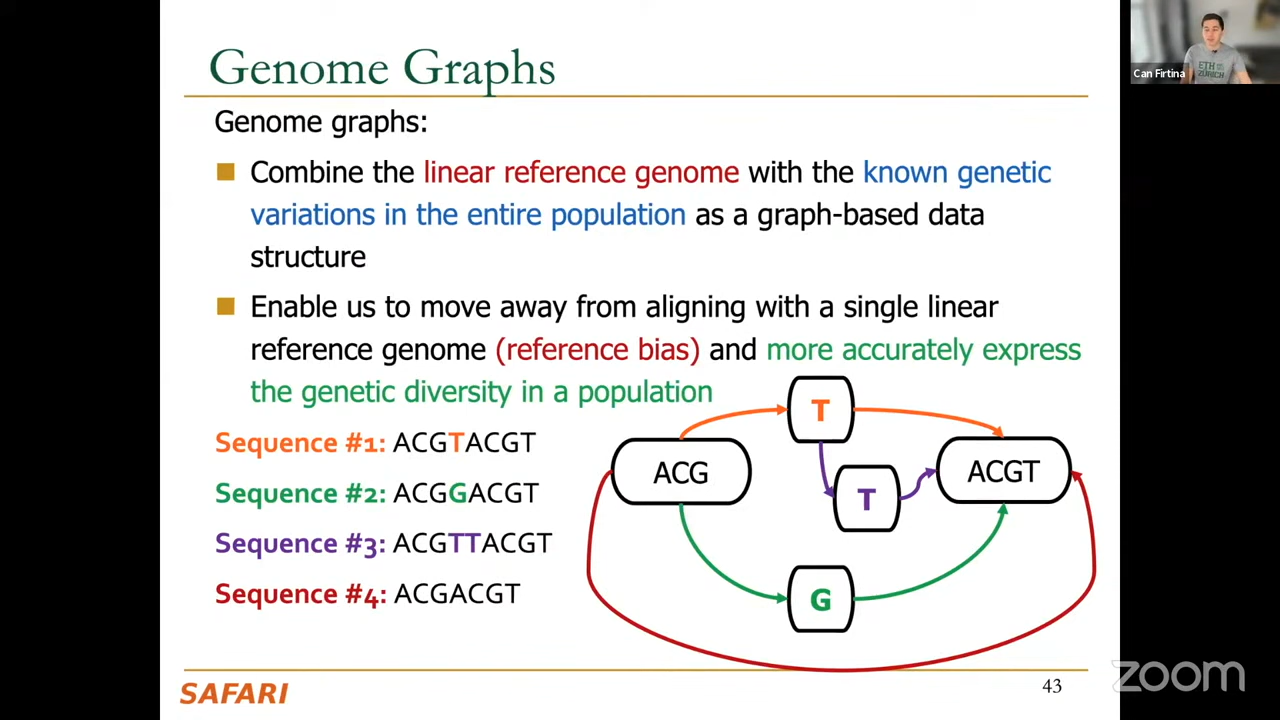 Genome Graphs
Can Firtina
ETH
ZÜRICH
Genome graphs:
Combine the linear reference genome with the known genetic
variations in the entire population as a graph-based data
structure
Enable us to move away from aligning with a single linear
reference genome (reference bias) and more accurately express
the genetic diversity in a population
Sequence #1: ACGTACGT
Sequence #2: ACGGACGT
Sequence #3: ACGTTACGT
Sequence #4: ACGACGT
T
ACG
ACGT
T
G
SAFARI
43
zoom